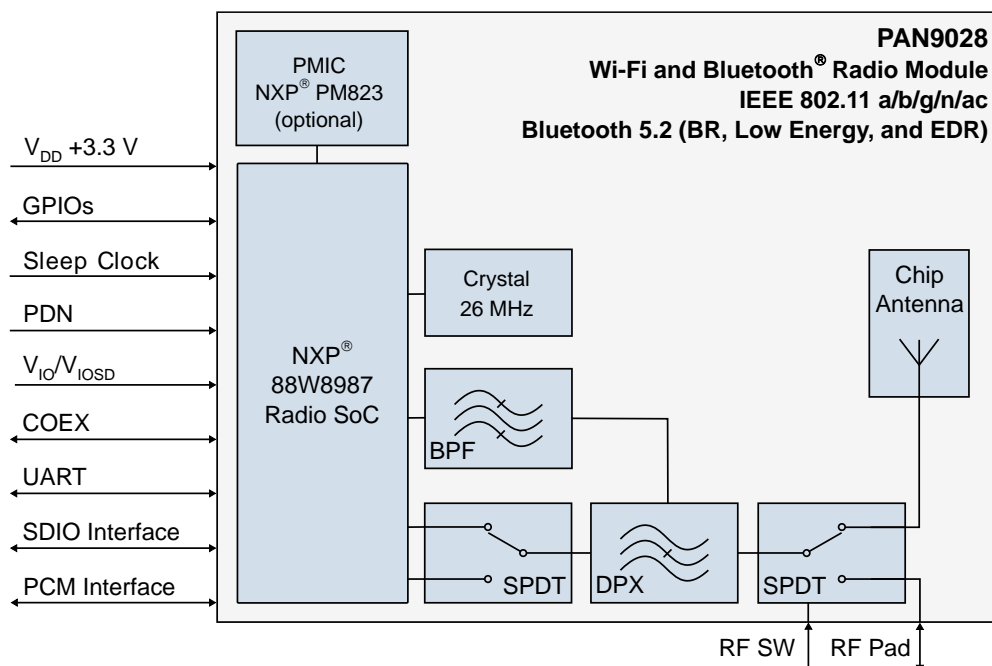 PAN9028
Wi-Fi and Bluetooth® Radio Module
IEEE 802.11 a/b/g/n/ac
Bluetooth 5.2 (BR, Low Energy, and EDR)
PMIC
NXP® PM823
(optional)
VDD +3.3 V
GPIOs
Sleep Clock
PDN
VIO/VIOSD
COEX
UART
SDIO Interface
PCM Interface
NXP®
88W8987
Radio SoC
Crystal
26 MHz
Chip
Antenna
BPF
SPDT
DPX
SPDT
RF SW
RF Pad